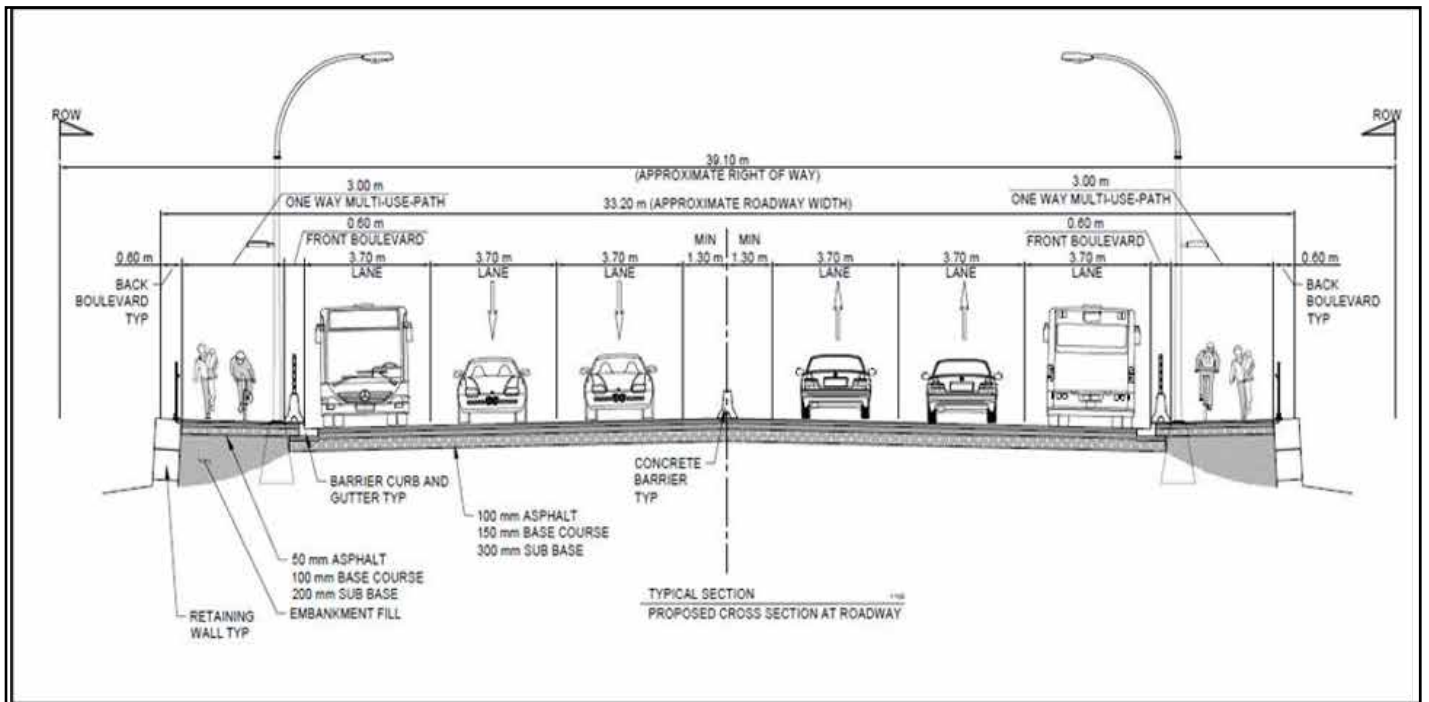 ROW
ROW
39.10 m
(APPROXIMATE RIGHT OF WAY)
3.00 m
ONE WAY MULTI-USE-PATH
3.00 m
ONE WAY MULTI-USE-PATH
33.20 m (APPROXIMATE ROADWAY WIDTH)
0.60 m
FRONT BOULEVARD
0.60 m
FRONT BOULEVARD
MIN
MIN
0.60 m
3.70 m
LANE
3.70 m
LANE
3.70 m
LANE
1.30 m
1.30 m
3.70 m
LANE
3.70 m
LANE
3.70 m
LANE
0.60 m
BACK
BOULEVARD
TYP
BACK
BOULEVARD
TYP
BARRIER CURB AND
GUTTER TYP
CONCRETE
BARRIER
TYP
100 mm ASPHALT
150 mm BASE COURSE
300 mm SUB BASE
50 mm ASPHALT
100 mm BASE COURSE
200 mm SUB BASE
EMBANKMENT FILL
RETAINING
WALL TYP
TYPICAL SECTION
PROPOSED CROSS SECTION AT ROADWAY